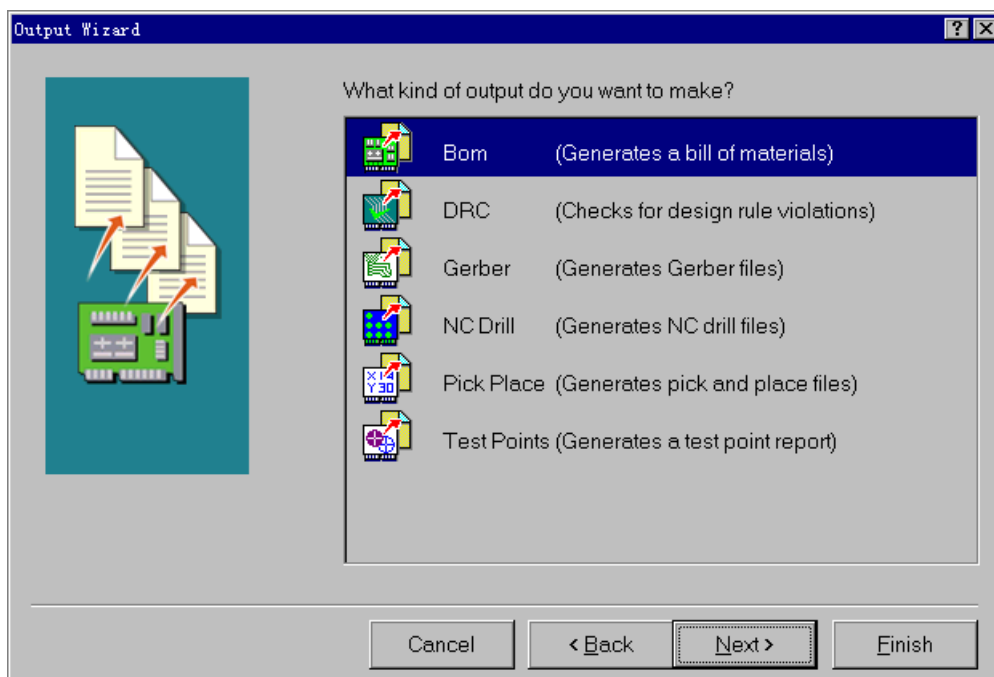 Output Wizard
What kind of output do you want to make?
Bom (Generates a bill of materials)
DRC (Checks for design rule violations)
Gerber (Generates Gerber files)
NC Drill (Generates NC drill files)
X14
Y30
Pick Place (Generates pick and place files)
Test Points (Generates a test point report)
Cancel < Back Next > Finish